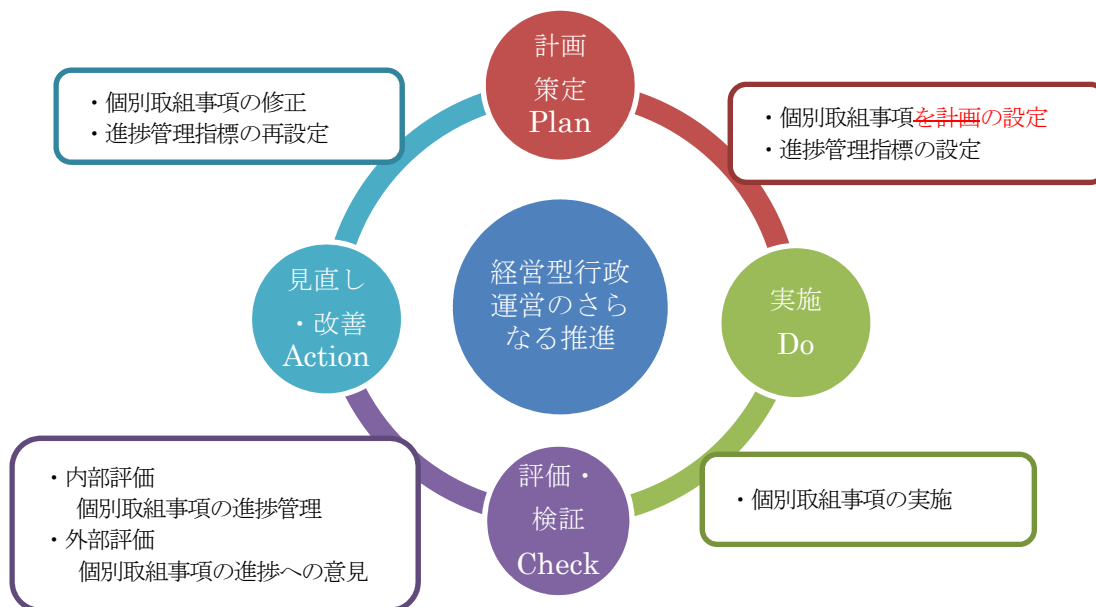 計画
策定
Plan
・個別取組事項の修正
・進捗管理指標の再設定
・個別取組事項を計画の設定
・進捗管理指標の設定
経営型行政
運営のさら
なる推進
見直し
・改善
Action
実施
Do
・内部評価
個別取組事項の進捗管理
・外部評価
個別取組事項の進捗への意見
評価・
検証
Check
・個別取組事項の実施